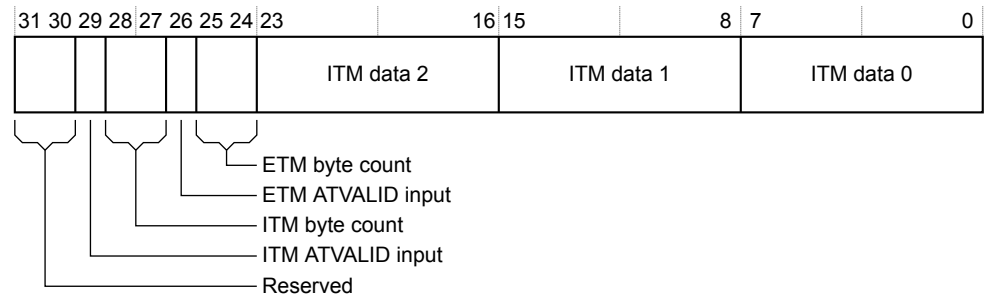 31 30 29 28 27 26 25 24 23 16 15 8 7 0
ITM data 2 ITM data 1 ITM data 0
ETM byte count
ETM ATVALID input
ITM byte count
ITM ATVALID input
Reserved